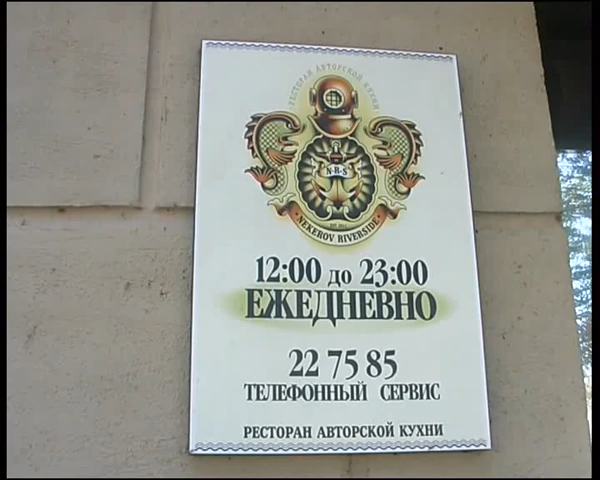 РЕСТОРАН АВТОРСКОЙ КУХНИ
N-R-S
NEKEROV RIVERSIDE
12:00 до 23:00
ЕЖЕДНЕВНО
22 75 85
ТЕЛЕФОННЫЙ СЕРВИС
РЕСТОРАН АВТОРСКОЙ КУХНИ